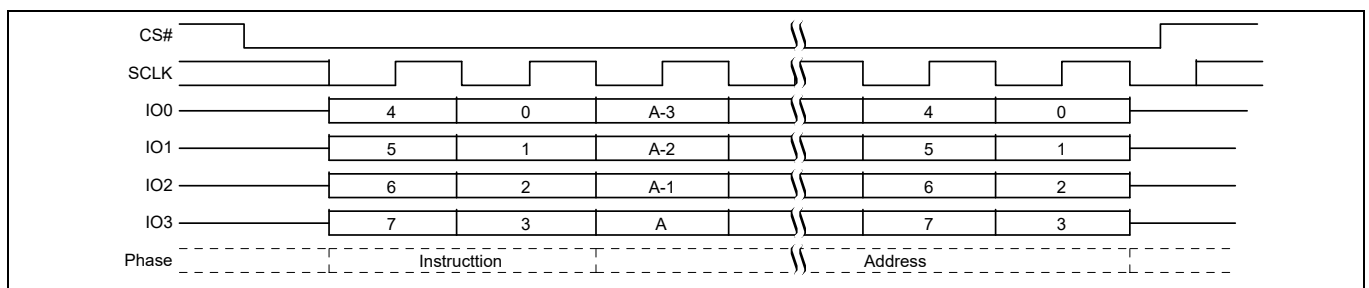 CS#
SCLK
IO0 4 0 A-3 4 0
IO1 5 1 A-2 5 1
IO2 6 2 A-1 6 2
IO3 7 3 A 7 3
Phase Instructtion Address